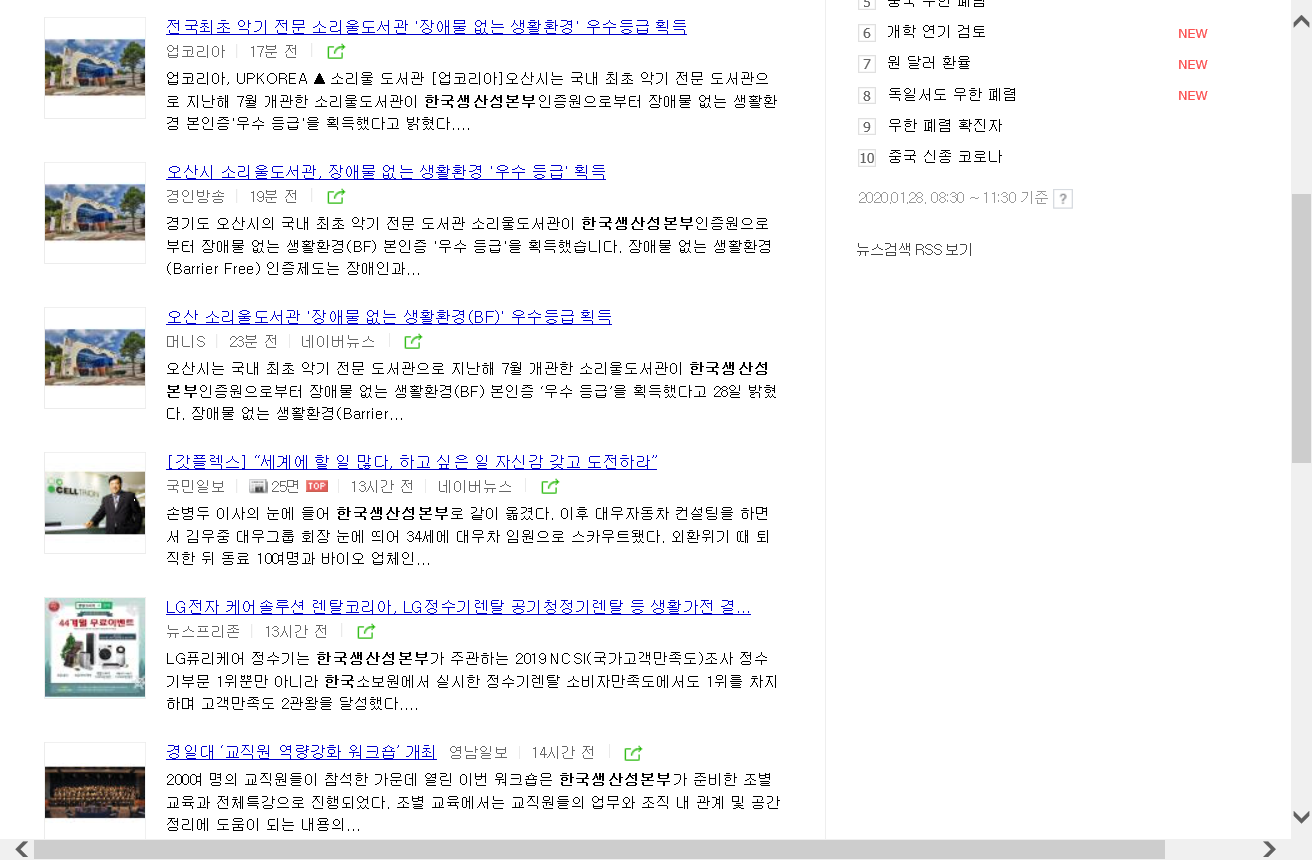 전국최초 악기 전문 소리울도서관 '장애물 없는 생활환경' 우수등급 획득
업코리아 17분 전
업코리아, UPKOREA ▲ 소리울 도서관 [업코리아]오산시는 국내 최초 악기 전문 도서관으
로 지난해 7월 개관한 소리울도서관이 한국생산성본부인증원으로부터 장애물 없는 생활환
경 본인증'우수 등급'을 획득했다고 밝혔다....
오산시 소리울도서관, 장애물 없는 생활환경 '우수 등급' 획득
경인방송 19분 전
경기도 오산시의 국내 최초 악기 전문 도서관 소리울도서관이 한국생산성본부인증원으로
부터 장애물 없는 생활환경(BF) 본인증 '우수 등급'을 획득했습니다. 장애물 없는 생활환경
(Barrier Free) 인증제도는 장애인과...
오산 소리울도서관 '장애물 없는 생활환경(BF)' 우수등급 획득
머니S 23분 전 네이버뉴스
오산시는 국내 최초 악기 전문 도서관으로 지난해 7월 개관한 소리울도서관이 한국생산성
본부인증원으로부터 장애물 없는 생활환경(BF) 본인증 ‘우수 등급’을 획득했다고 28일 밝혔
다. 장애물 없는 생활환경(Barrier...
[갓플렉스] “세계에 할 일 많다, 하고 싶은 일 자신감 갖고 도전하라”
국민일보 25면 TOP 13시간 전 네이버뉴스
CELLTRION
손병두 이사의 눈에 들어 한국생산성본부로 같이 옮겼다. 이후 대우자동차 컨설팅을 하면
서 김우중 대우그룹 회장 눈에 띄어 34세에 대우차 임원으로 스카우트됐다. 외환위기 때 퇴
직한 뒤 동료 10여명과 바이오 업체인...
LG전자 케어솔루션 렌탈코리아, LG정수기렌탈 공기청정기렌탈 등 생활가전 결...
뉴스프리존 13시간 전
44개월 무료이벤트
LG퓨리케어 정수기는 한국생산성본부가 주관하는 2019 NCSI(국가고객만족도)조사 정수
기부문 1위뿐만 아니라 한국소보원에서 실시한 정수기렌탈 소비자만족도에서도 1위를 차지
하며 고객만족도 2관왕을 달성했다....
경일대 ‘교직원 역량강화 워크숍’ 개최 영남일보 14시간 전
2000여 명의 교직원들이 참석한 가운데 열린 이번 워크숍은 한국생산성본부가 준비한 조별
교육과 전체특강으로 진행되었다. 조별 교육에서는 교직원들의 업무와 조직 내 관계 및 공간
정리에 도움이 되는 내용의...
5 중국 우한 폐렴
6 개학 연기 검토 NEW
7 원 달러 환율 NEW
8 독일서도 우한 폐렴 NEW
9 우한 폐렴 확진자
10 중국 신종 코로나
2020.01.28. 08:30 ~ 11:30 기준 ?
뉴스검색 RSS 보기